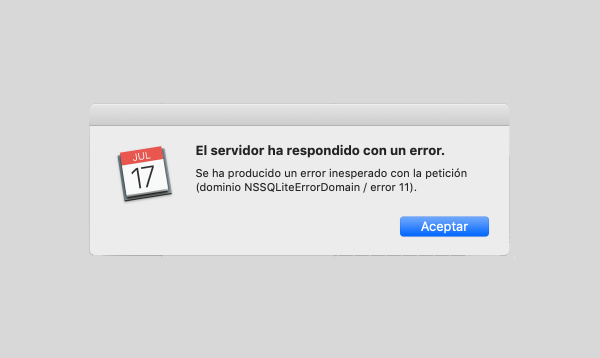 El servidor ha respondido con un error.
JUL
17
Se ha producido un error inesperado con la petición
(dominio NSSQLiteErrorDomain / error 11).
Aceptar